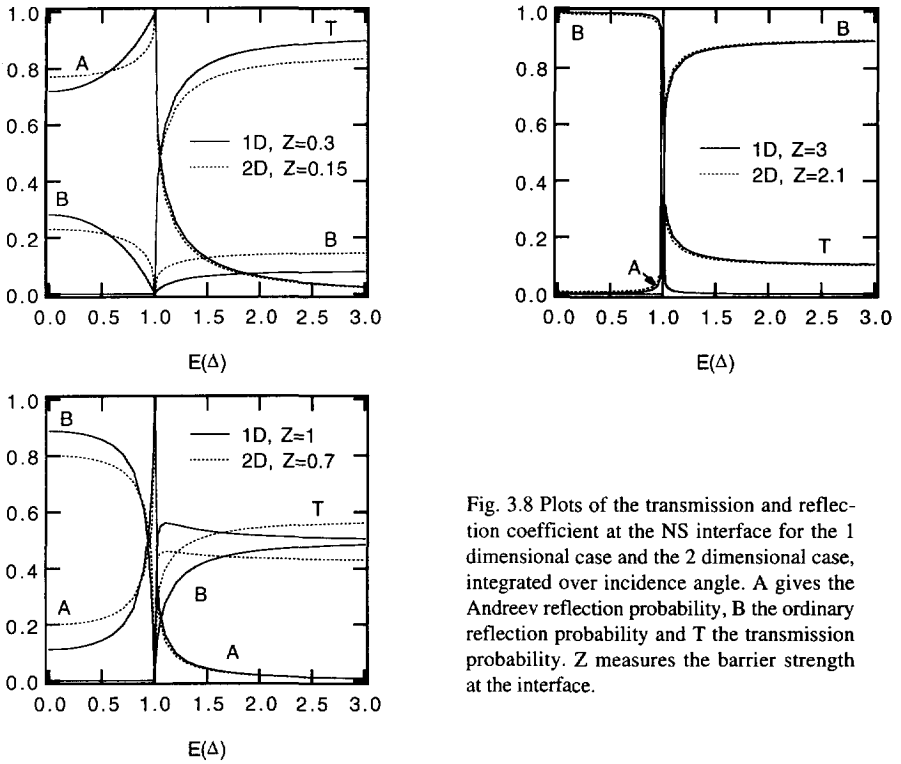 1.0
0.8
0.6
0.4
0.2
0.0
A
B
T
B
1D, Z=0.3
2D, Z=0.15
0.0 0.5 1.0 1.5 2.0 2.5 3.0
E(Δ)
1.0
0.8
0.6
0.4
0.2
0.0
B
B
A
T
1D, Z=3
2D, Z=2.1
0.0 0.5 1.0 1.5 2.0 2.5 3.0
E(Δ)
1.0
0.8
0.6
0.4
0.2
0.0
B
A
T
B
A
1D, Z=1
2D, Z=0.7
0.0 0.5 1.0 1.5 2.0 2.5 3.0
E(Δ)
Fig. 3.8 Plots of the transmission and reflec-
tion coefficient at the NS interface for the 1
dimensional case and the 2 dimensional case,
integrated over incidence angle. A gives the
Andreev reflection probability, B the ordinary
reflection probability and T the transmission
probability. Z measures the barrier strength
at the interface.